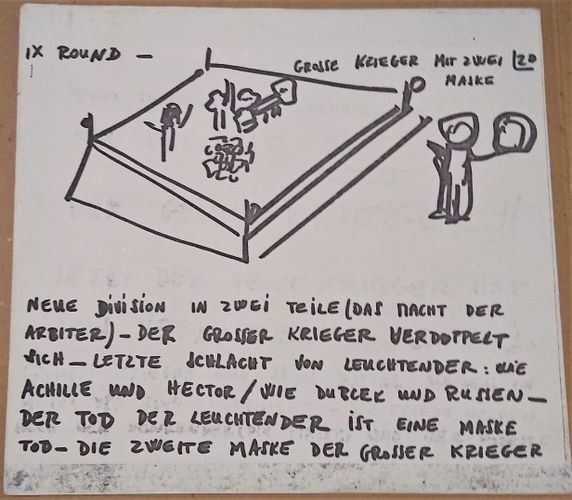 IX ROUND —
GROSSE KRIEGER MIT ZWEI
MASKE
NEUE DIVISION IN ZWEI TEILE (DAS MACHT DER
ARBITER) — DER GROSSER KRIEGER VERDOPPELT
SICH — LETZTE SCHLACHT VON LEUCHTENDER: WIE
ACHILLE UND HECTOR / WIE DUBCEK UND RUSSEN —
DER TOD DER LEUCHTENDER IST EINE MASKE
TOD — DIE ZWEITE MASKE DER GROSSER KRIEGER